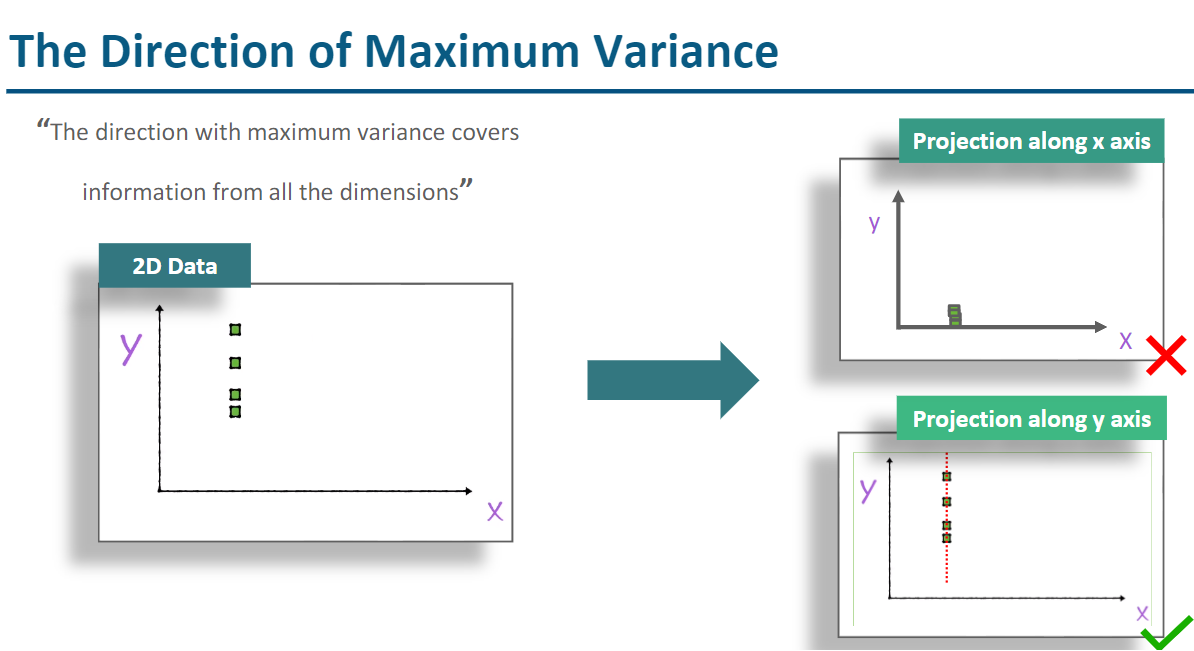 The Direction of Maximum Variance
“The direction with maximum variance covers
information from all the dimensions”
2D Data
y
x
Projection along x axis
y
x
Projection along y axis
y
x